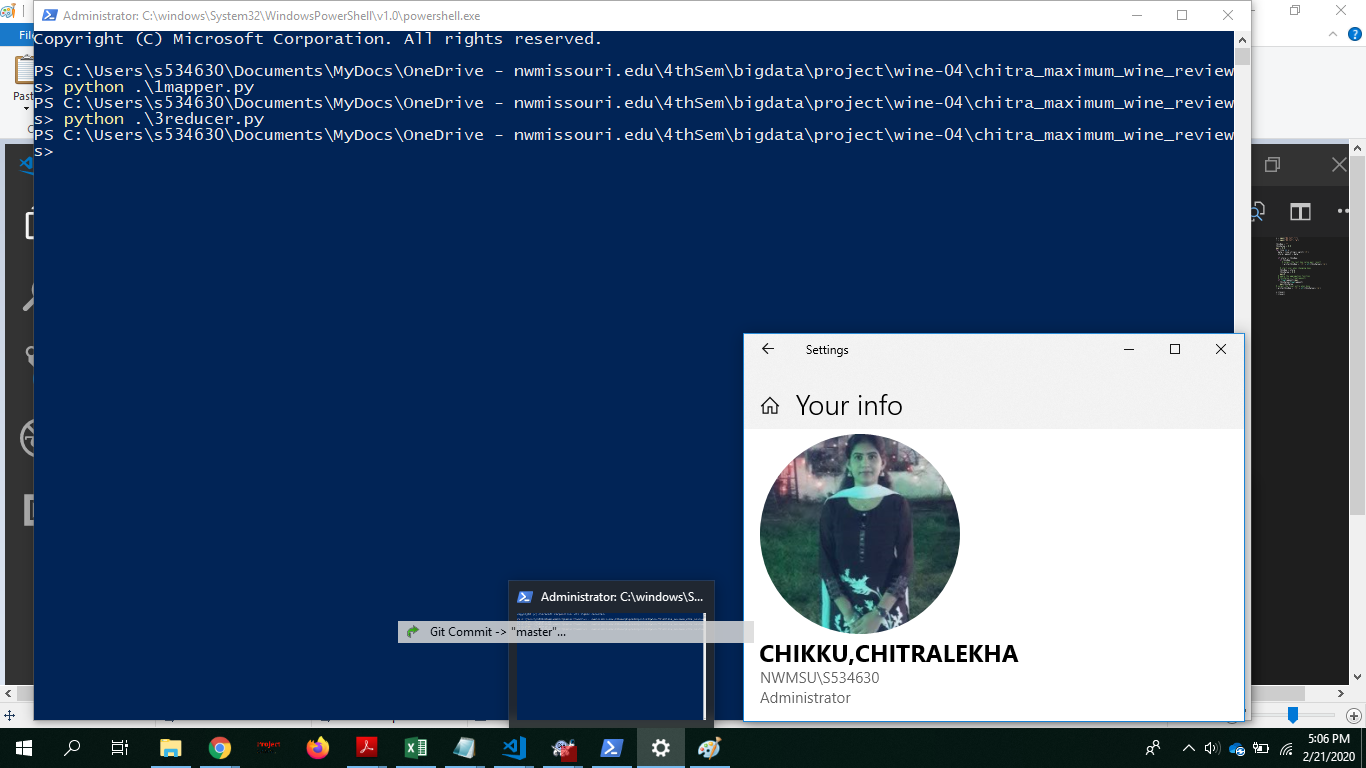 Administrator: C:\windows\System32\WindowsPowerShell\v1.0\powershell.exe
Fil
Copyright (C) Microsoft Corporation. All rights reserved.
PS C:\Users\s534630\Documents\MyDocs\OneDrive - nwmissouri.edu\4thSem\bigdata\project\wine-04\chitra_maximum_wine_review
s> python .\1mapper.py
PS C:\Users\s534630\Documents\MyDocs\OneDrive - nwmissouri.edu\4thSem\bigdata\project\wine-04\chitra_maximum_wine_review
s> python .\3reducer.py
PS C:\Users\s534630\Documents\MyDocs\OneDrive - nwmissouri.edu\4thSem\bigdata\project\wine-04\chitra_maximum_wine_review
s>
Past
Settings
Your info
CHIKKU,CHITRALEKHA
NWMSU\S534630
Administrator
Administrator: C:\windows\S...
Git Commit -> "master"...
5:06 PM
2/21/2020